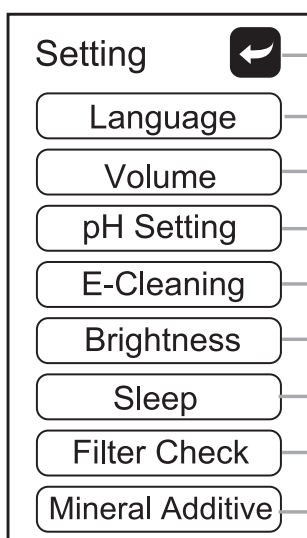 Setting
Language
Volume
pH Setting
E-Cleaning
Brightness
Sleep
Filter Check
Mineral Additive